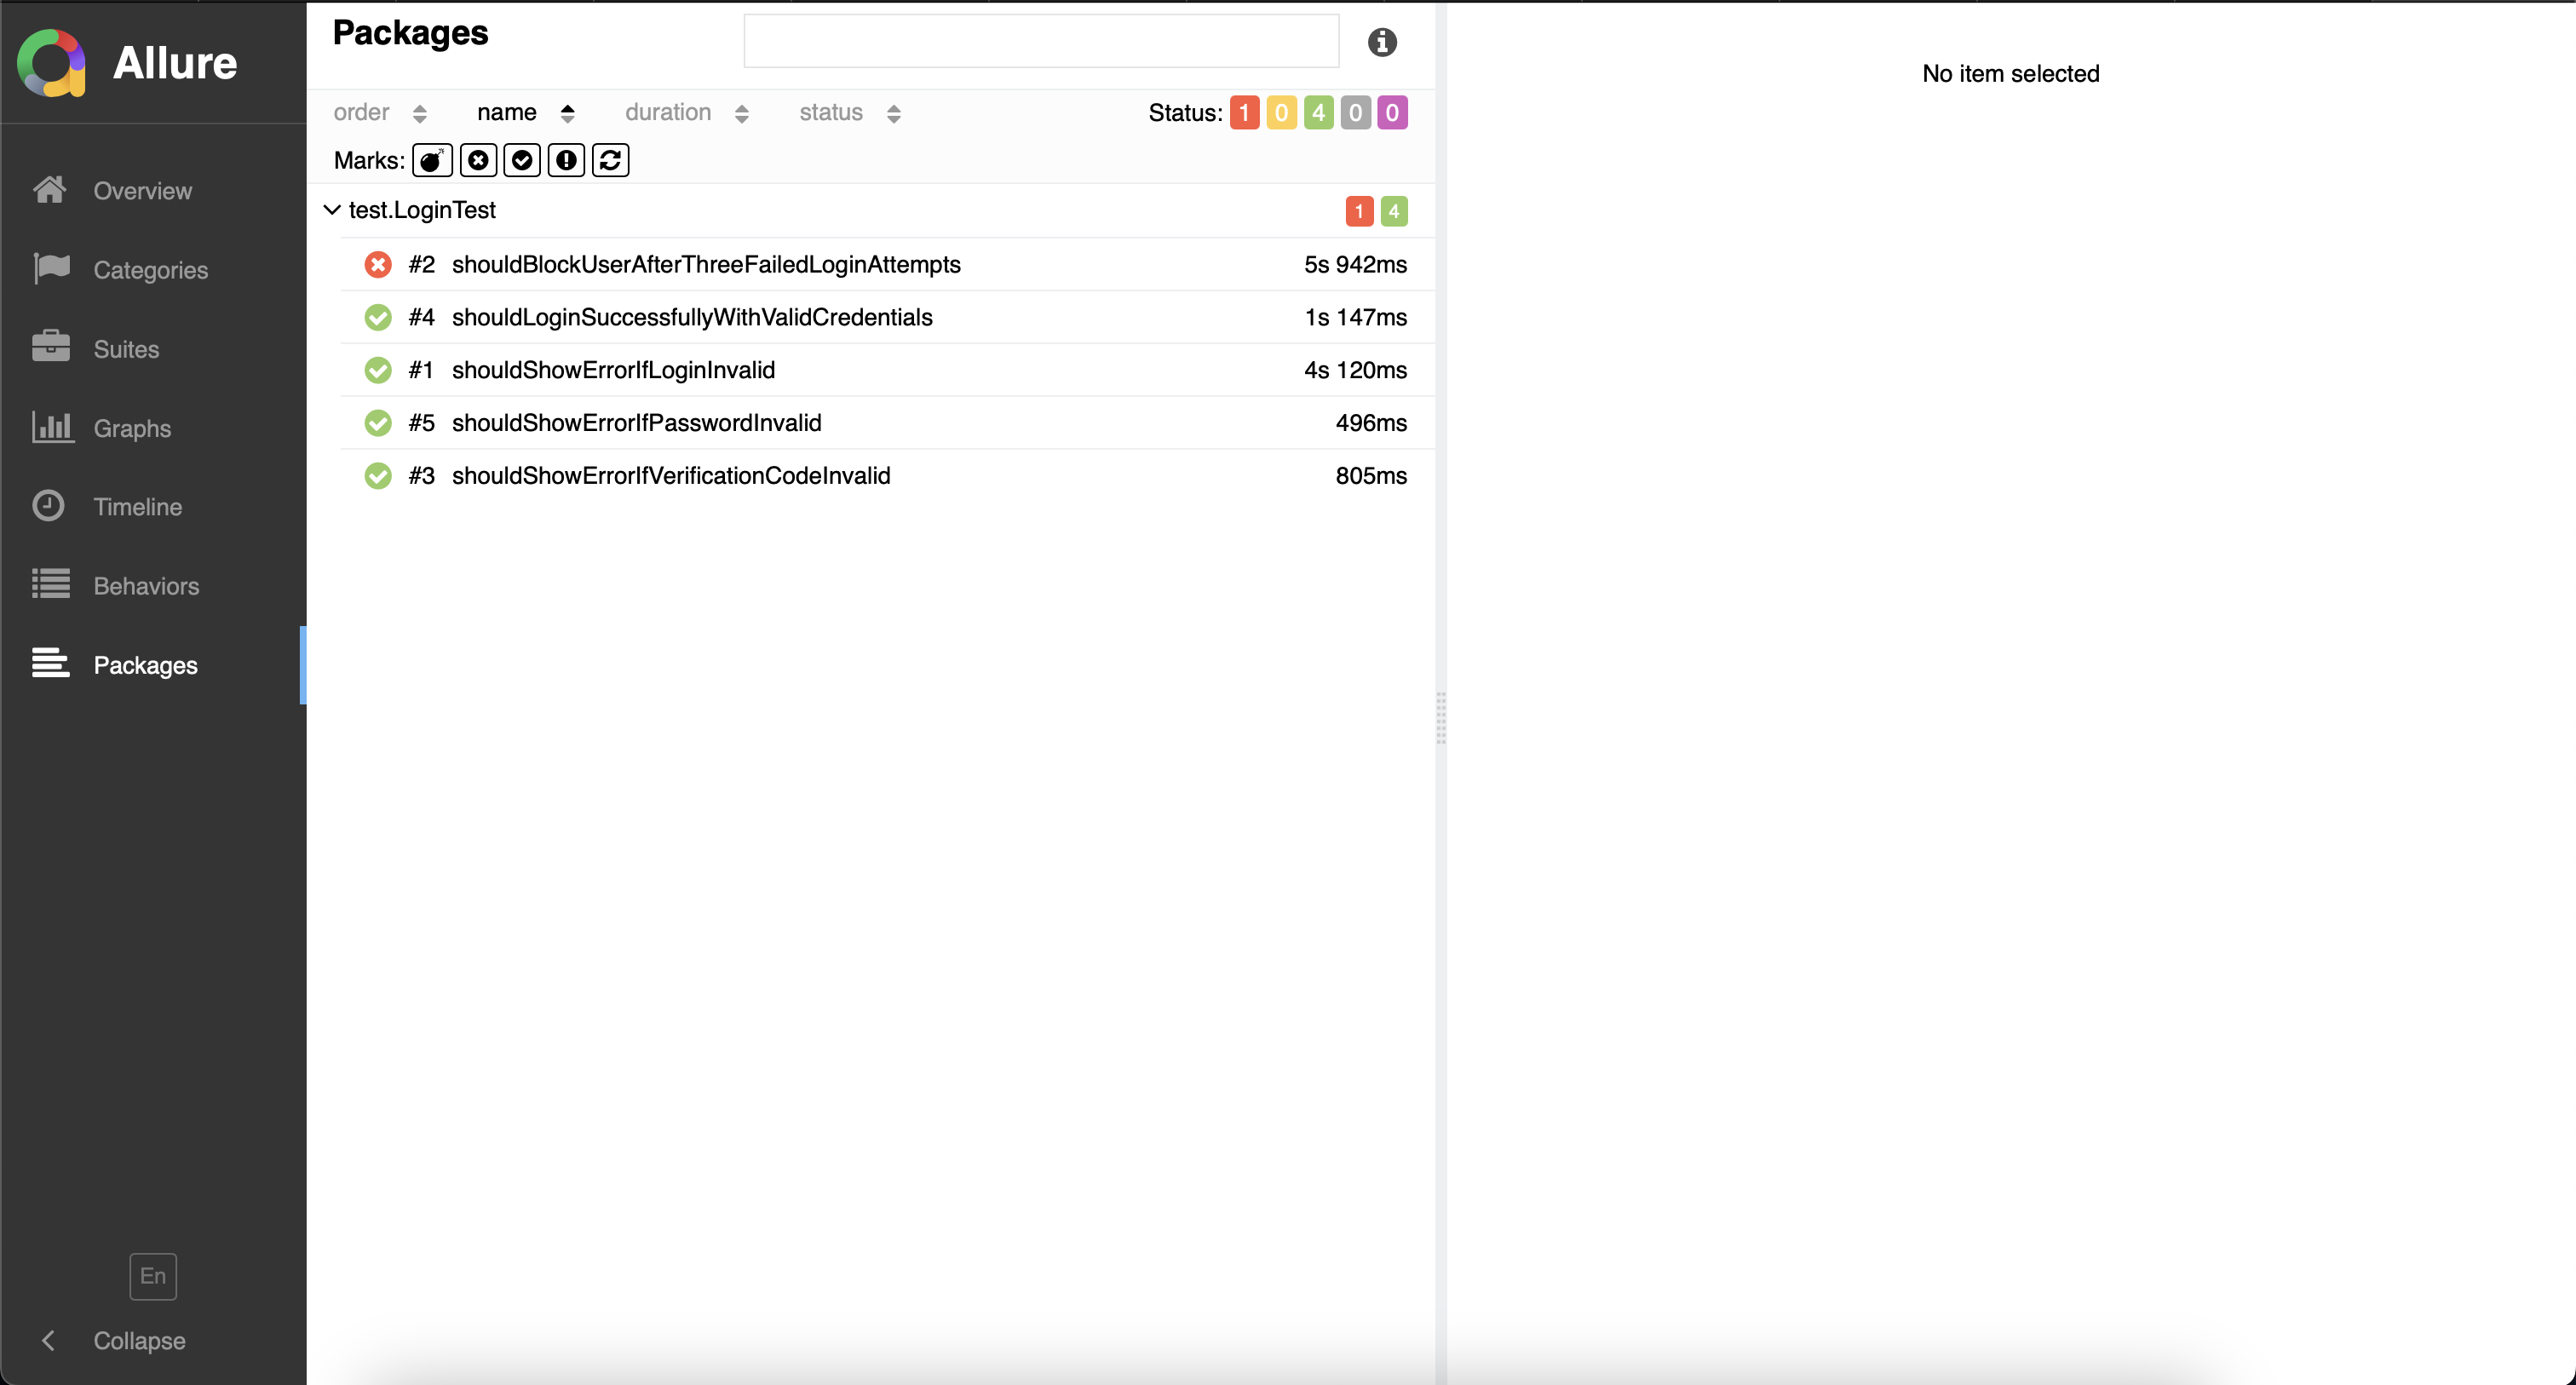 Allure
Overview
Categories
Suites
Graphs
Timeline
Behaviors
Packages
En
Collapse
Packages
order name duration status Status: 1 0 4 0 0
Marks:
test.LoginTest 1 4
#2 shouldBlockUserAfterThreeFailedLoginAttempts 5s 942ms
#4 shouldLoginSuccessfullyWithValidCredentials 1s 147ms
#1 shouldShowErrorIfLoginInvalid 4s 120ms
#5 shouldShowErrorIfPasswordInvalid 496ms
#3 shouldShowErrorIfVerificationCodeInvalid 805ms
No item selected